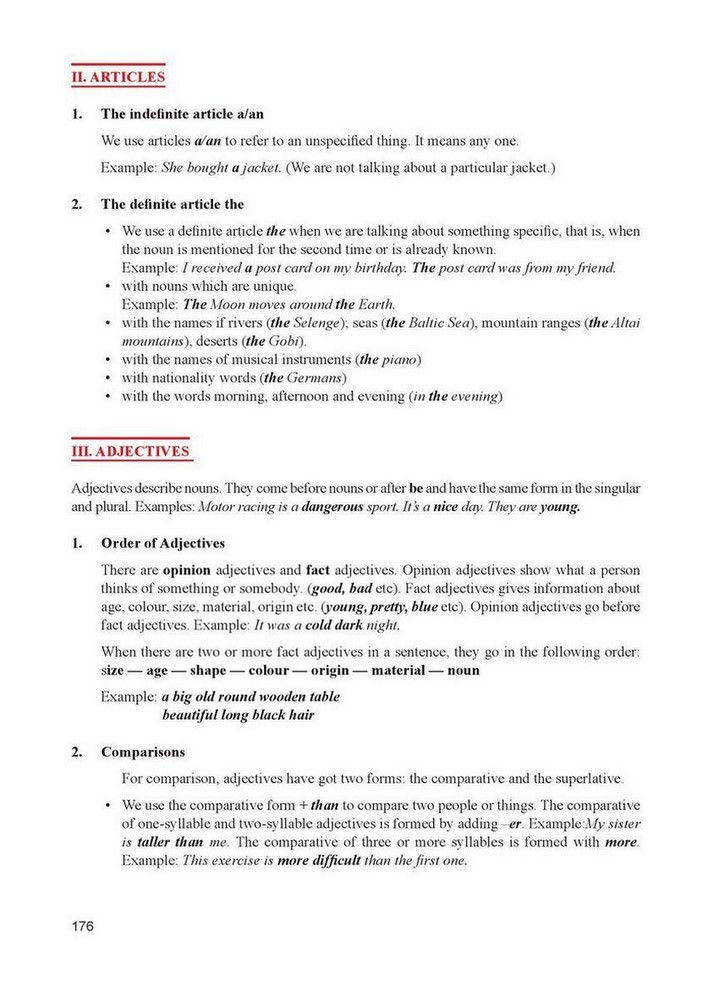 II. ARTICLES
1. The indefinite article a/an
We use articles a/an to refer to an unspecified thing. It means any one.
Example: She bought a jacket. (We are not talking about a particular jacket.)
2. The definite article the
• We use a definite article the when we are talking about something specific, that is, when
the noun is mentioned for the second time or is already known.
Example: I received a post card on my birthday. The post card was from my friend.
• with nouns which are unique.
Example: The Moon moves around the Earth.
• with the names if rivers (the Selenge); seas (the Baltic Sea), mountain ranges (the Altai
mountains), deserts (the Gobi).
• with the names of musical instruments (the piano)
• with nationality words (the Germans)
• with the words morning, afternoon and evening (in the evening)
III. ADJECTIVES
Adjectives describe nouns. They come before nouns or after be and have the same form in the singular
and plural. Examples: Motor racing is a dangerous sport. It's a nice day. They are young.
1. Order of Adjectives
There are opinion adjectives and fact adjectives. Opinion adjectives show what a person
thinks of something or somebody. (good, bad etc). Fact adjectives gives information about
age, colour, size, material, origin etc. (young, pretty, blue etc). Opinion adjectives go before
fact adjectives. Example: It was a cold dark night.
When there are two or more fact adjectives in a sentence, they go in the following order:
size — age — shape — colour — origin — material — noun
Example: a big old round wooden table
beautiful long black hair
2. Comparisons
For comparison, adjectives have got two forms: the comparative and the superlative.
• We use the comparative form + than to compare two people or things. The comparative
of one-syllable and two-syllable adjectives is formed by adding –er. Example:My sister
is taller than me. The comparative of three or more syllables is formed with more.
Example: This exercise is more difficult than the first one.
176